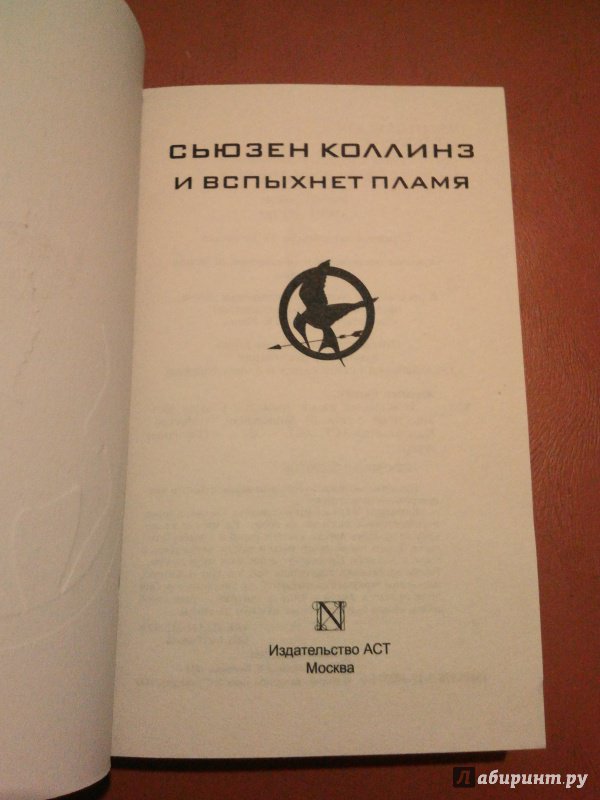 СЬЮЗЕН КОЛЛИНЗ
И ВСПЫХНЕТ ПЛАМЯ
N
Издательство АСТ
Москва
Лабиринт.ру